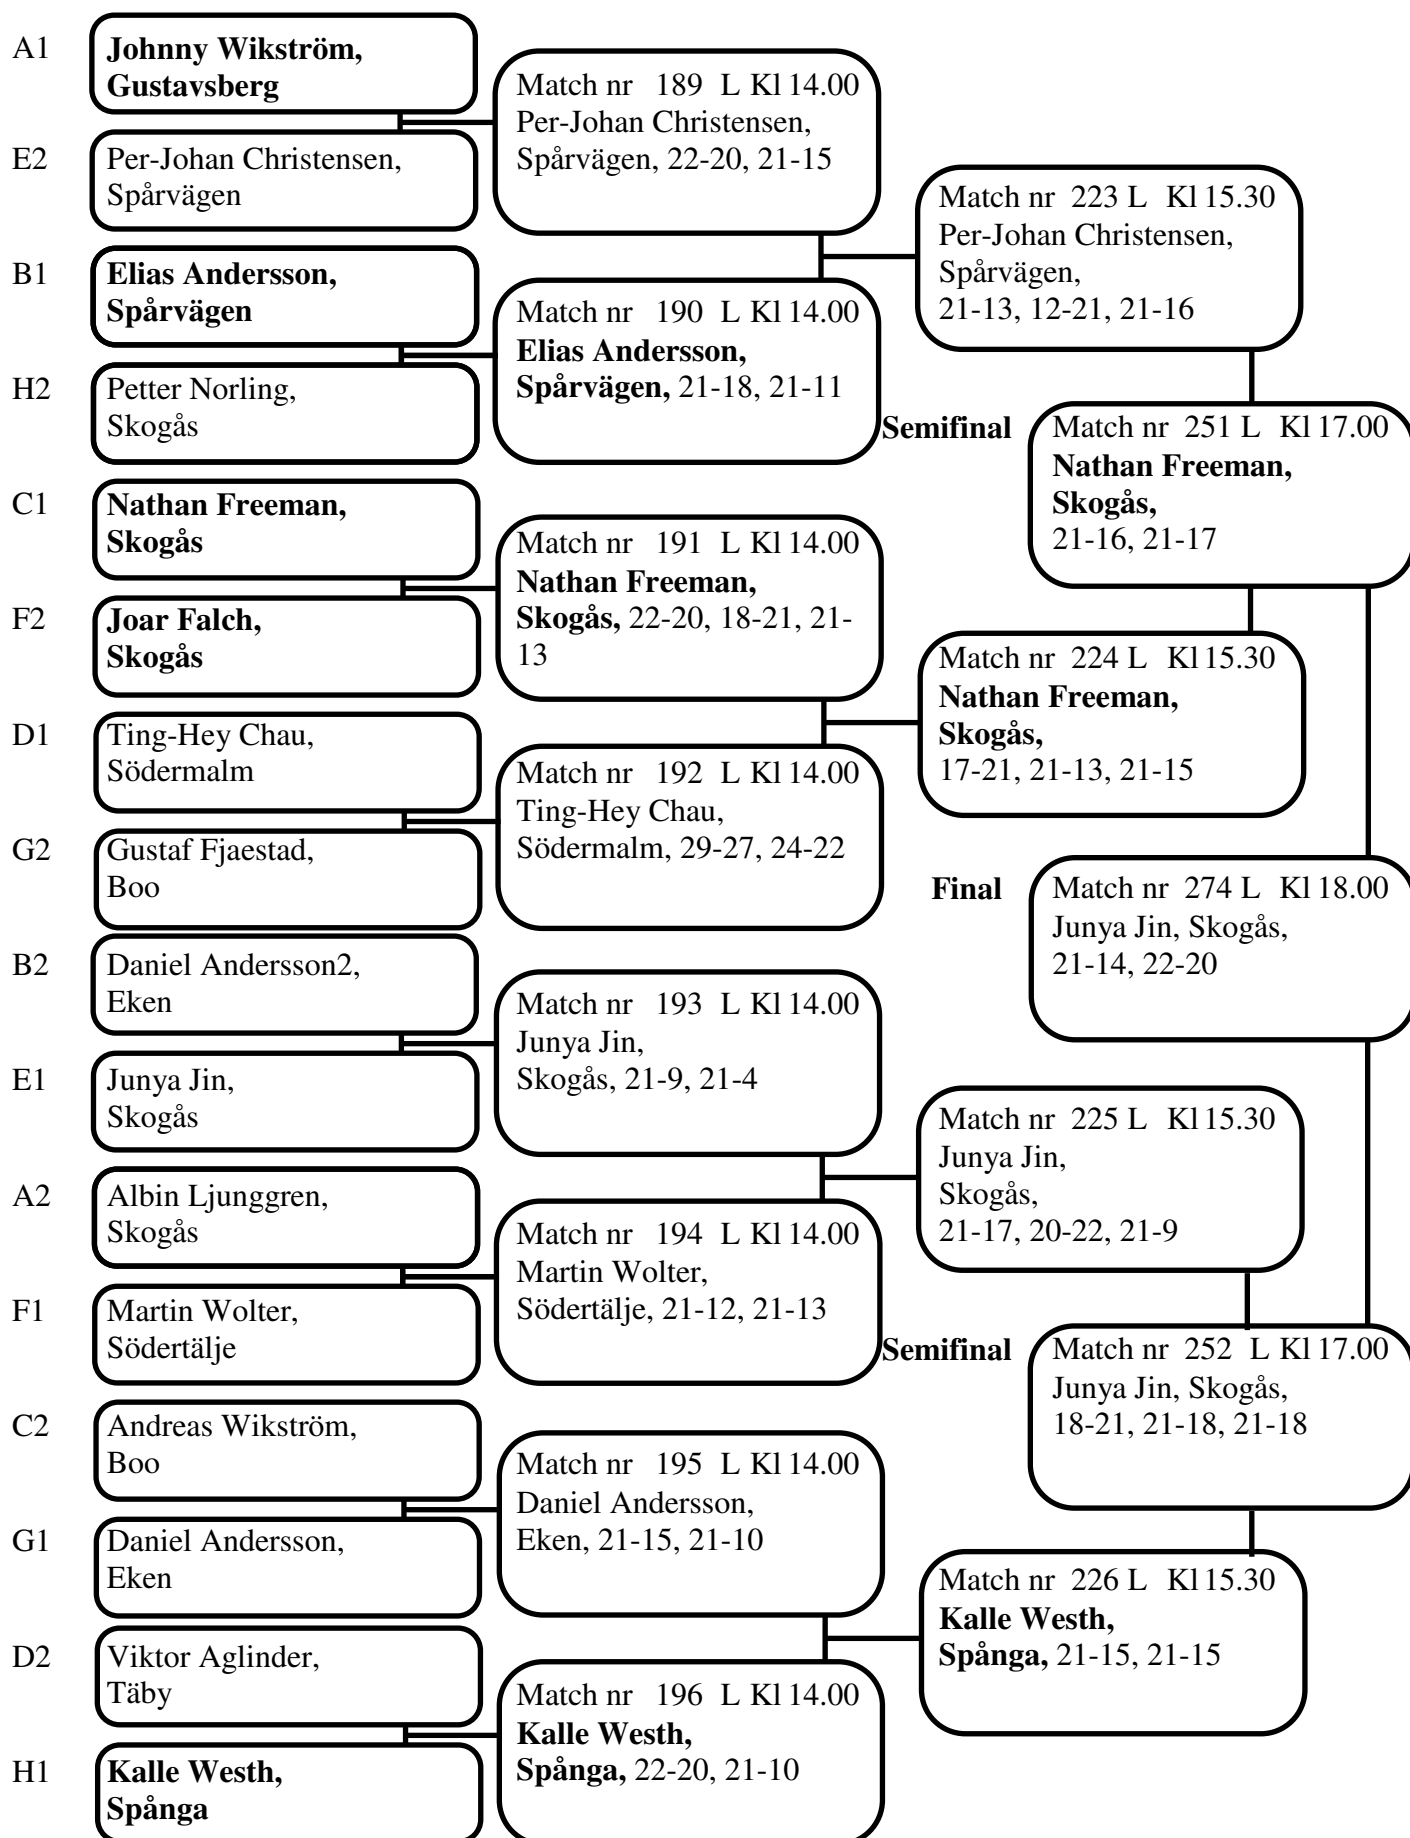 A1
Johnny Wikström,
Gustavsberg
E2
Per-Johan Christensen,
Spårvägen
B1
Elias Andersson,
Spårvägen
H2
Petter Norling,
Skogås
C1
Nathan Freeman,
Skogås
F2
Joar Falch,
Skogås
D1
Ting-Hey Chau,
Södermalm
G2
Gustaf Fjaestad,
Boo
B2
Daniel Andersson2,
Eken
E1
Junya Jin,
Skogås
A2
Albin Ljunggren,
Skogås
F1
Martin Wolter,
Södertälje
C2
Andreas Wikström,
Boo
G1
Daniel Andersson,
Eken
D2
Viktor Aglinder,
Täby
H1
Kalle Westh,
Spånga
Match nr 189 L Kl 14.00
Per-Johan Christensen,
Spårvägen, 22-20, 21-15
Match nr 190 L Kl 14.00
Elias Andersson,
Spårvägen, 21-18, 21-11
Match nr 191 L Kl 14.00
Nathan Freeman,
Skogås, 22-20, 18-21, 21-
13
Match nr 192 L Kl 14.00
Ting-Hey Chau,
Södermalm, 29-27, 24-22
Match nr 193 L Kl 14.00
Junya Jin,
Skogås, 21-9, 21-4
Match nr 194 L Kl 14.00
Martin Wolter,
Södertälje, 21-12, 21-13
Match nr 195 L Kl 14.00
Daniel Andersson,
Eken, 21-15, 21-10
Match nr 196 L Kl 14.00
Kalle Westh,
Spånga, 22-20, 21-10
Match nr 223 L Kl 15.30
Per-Johan Christensen,
Spårvägen,
21-13, 12-21, 21-16
Match nr 224 L Kl 15.30
Nathan Freeman,
Skogås,
17-21, 21-13, 21-15
Match nr 225 L Kl 15.30
Junya Jin,
Skogås,
21-17, 20-22, 21-9
Match nr 226 L Kl 15.30
Kalle Westh,
Spånga, 21-15, 21-15
Semifinal
Match nr 251 L Kl 17.00
Nathan Freeman,
Skogås,
21-16, 21-17
Final
Match nr 274 L Kl 18.00
Junya Jin, Skogås,
21-14, 22-20
Semifinal
Match nr 252 L Kl 17.00
Junya Jin, Skogås,
18-21, 21-18, 21-18